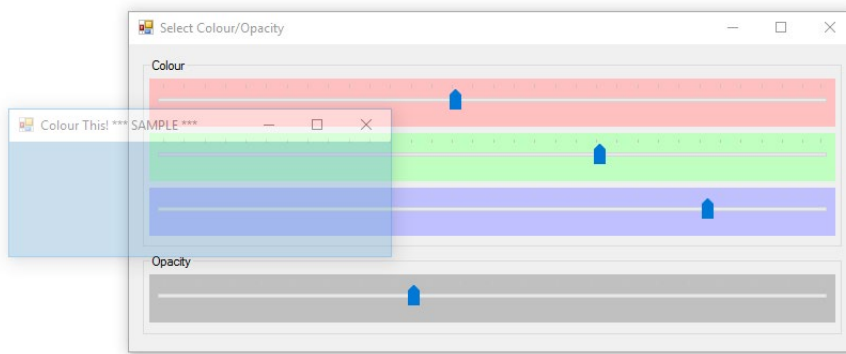 Select Colour/Opacity
Colour
Colour This! *** SAMPLE ***
Opacity